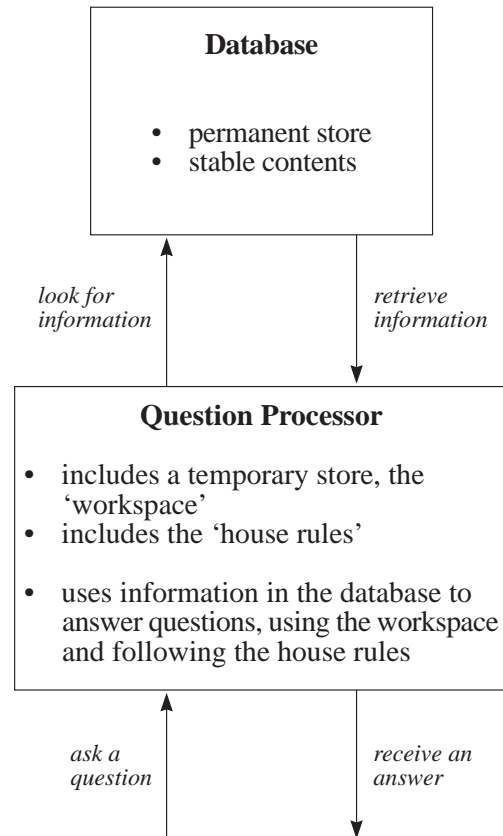 Database
• permanent store
• stable contents
look for
information
retrieve
information
Question Processor
• includes a temporary store, the
‘workspace’
• includes the ‘house rules’
• uses information in the database to
answer questions, using the workspace
and following the house rules
ask a
question
receive an
answer